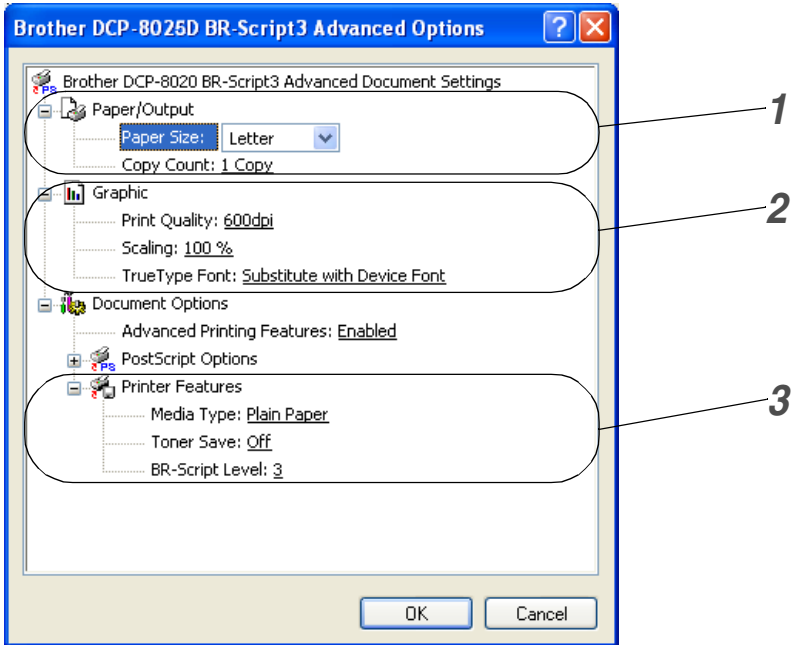 Brother DCP-8025D BR-Script3 Advanced Options
PS Brother DCP-8020 BR-Script3 Advanced Document Settings
Paper/Output
Paper Size: Letter
Copy Count: 1 Copy
1
Graphic
Print Quality: 600dpi
Scaling: 100 %
TrueType Font: Substitute with Device Font
2
Document Options
Advanced Printing Features: Enabled
PS PostScript Options
Printer Features
Media Type: Plain Paper
Toner Save: Off
BR-Script Level: 3
3
OK Cancel